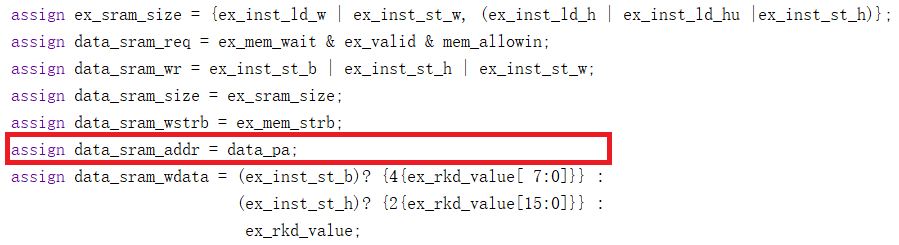 assign ex_sram_size = {ex_inst_ld_w | ex_inst_st_w, (ex_inst_ld_h | ex_inst_ld_hu |ex_inst_st_h)};
assign data_sram_req = ex_mem_wait & ex_valid & mem_allowin;
assign data_sram_wr = ex_inst_st_b | ex_inst_st_h | ex_inst_st_w;
assign data_sram_size = ex_sram_size;
assign data_sram_wstrb = ex_mem_strb;
assign data_sram_addr = data_pa;
assign data_sram_wdata = (ex_inst_st_b)? {4{ex_rkd_value[ 7:0]}} :
(ex_inst_st_h)? {2{ex_rkd_value[15:0]}} :
ex_rkd_value;